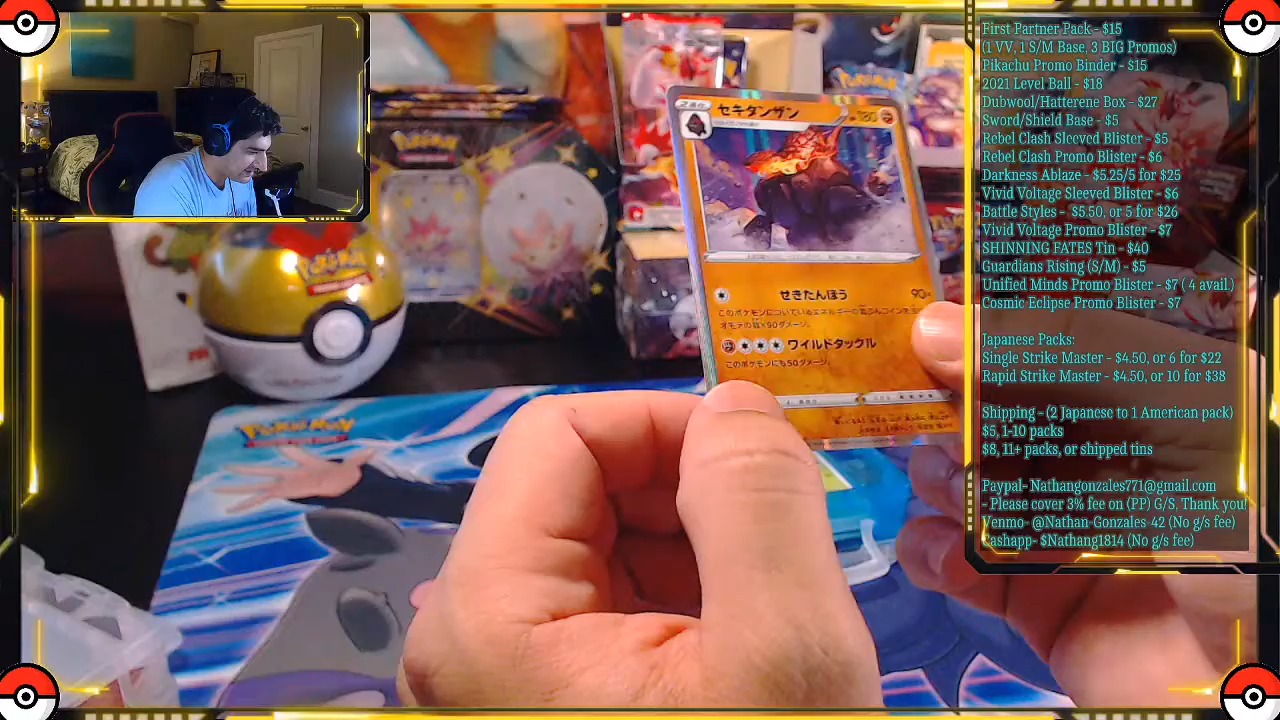 First Partner Pack - $15
(1 VV, 1 S/M Base, 3 BIG Promos)
Pikachu Promo Binder - $15
2021 Level Ball - $18
Dubwool/Hatterene Box - $27
Sword/Shield Base - $5
Rebel Clash Sleeved Blister - $5
Rebel Clash Promo Blister - $6
Darkness Ablaze - $5.25/5 for $25
Vivid Voltage Sleeved Blister - $6
Battle Styles - $5.50, or 5 for $26
Vivid Voltage Promo Blister - $7
SHINNING FATES Tin - $40
Guardians Rising (S/M) - $5
Unified Minds Promo Blister - $7 ( 4 avail.)
Cosmic Eclipse Promo Blister - $7
Japanese Packs:
Single Strike Master - $4.50, or 6 for $22
Rapid Strike Master - $4.50, or 10 for $38
Shipping - (2 Japanese to 1 American pack)
$5, 1-10 packs
$8, 11+ packs, or shipped tins
Paypal- Nathangonzales771@gmail.com
- Please cover 3% fee on (PP) G/S. Thank you!
Venmo- @Nathan-Gonzales-42 (No g/s fee)
Cashapp- $Nathang1814 (No g/s fee)
セキタンザン
せきたんほう 90×
ワイルドタックル
このポケモンにも50ダメージ。
Pokémon
Pokémon
Pokémon
Pokémon